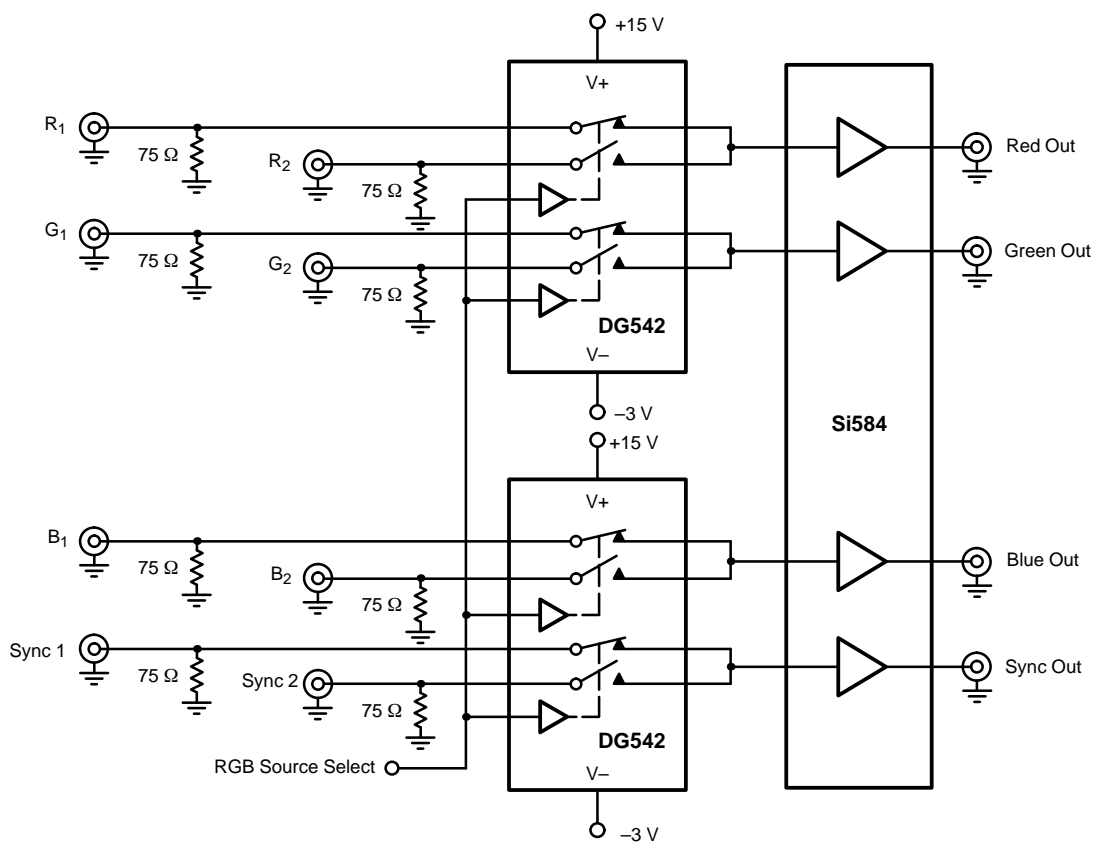 +15 V
V+
R1
75 Ω
R2
75 Ω
Red Out
G1
75 Ω
G2
75 Ω
Green Out
DG542
V–
–3 V
Si584
+15 V
V+
B1
75 Ω
B2
75 Ω
Blue Out
Sync 1
75 Ω
Sync 2
75 Ω
Sync Out
DG542
RGB Source Select
V–
–3 V